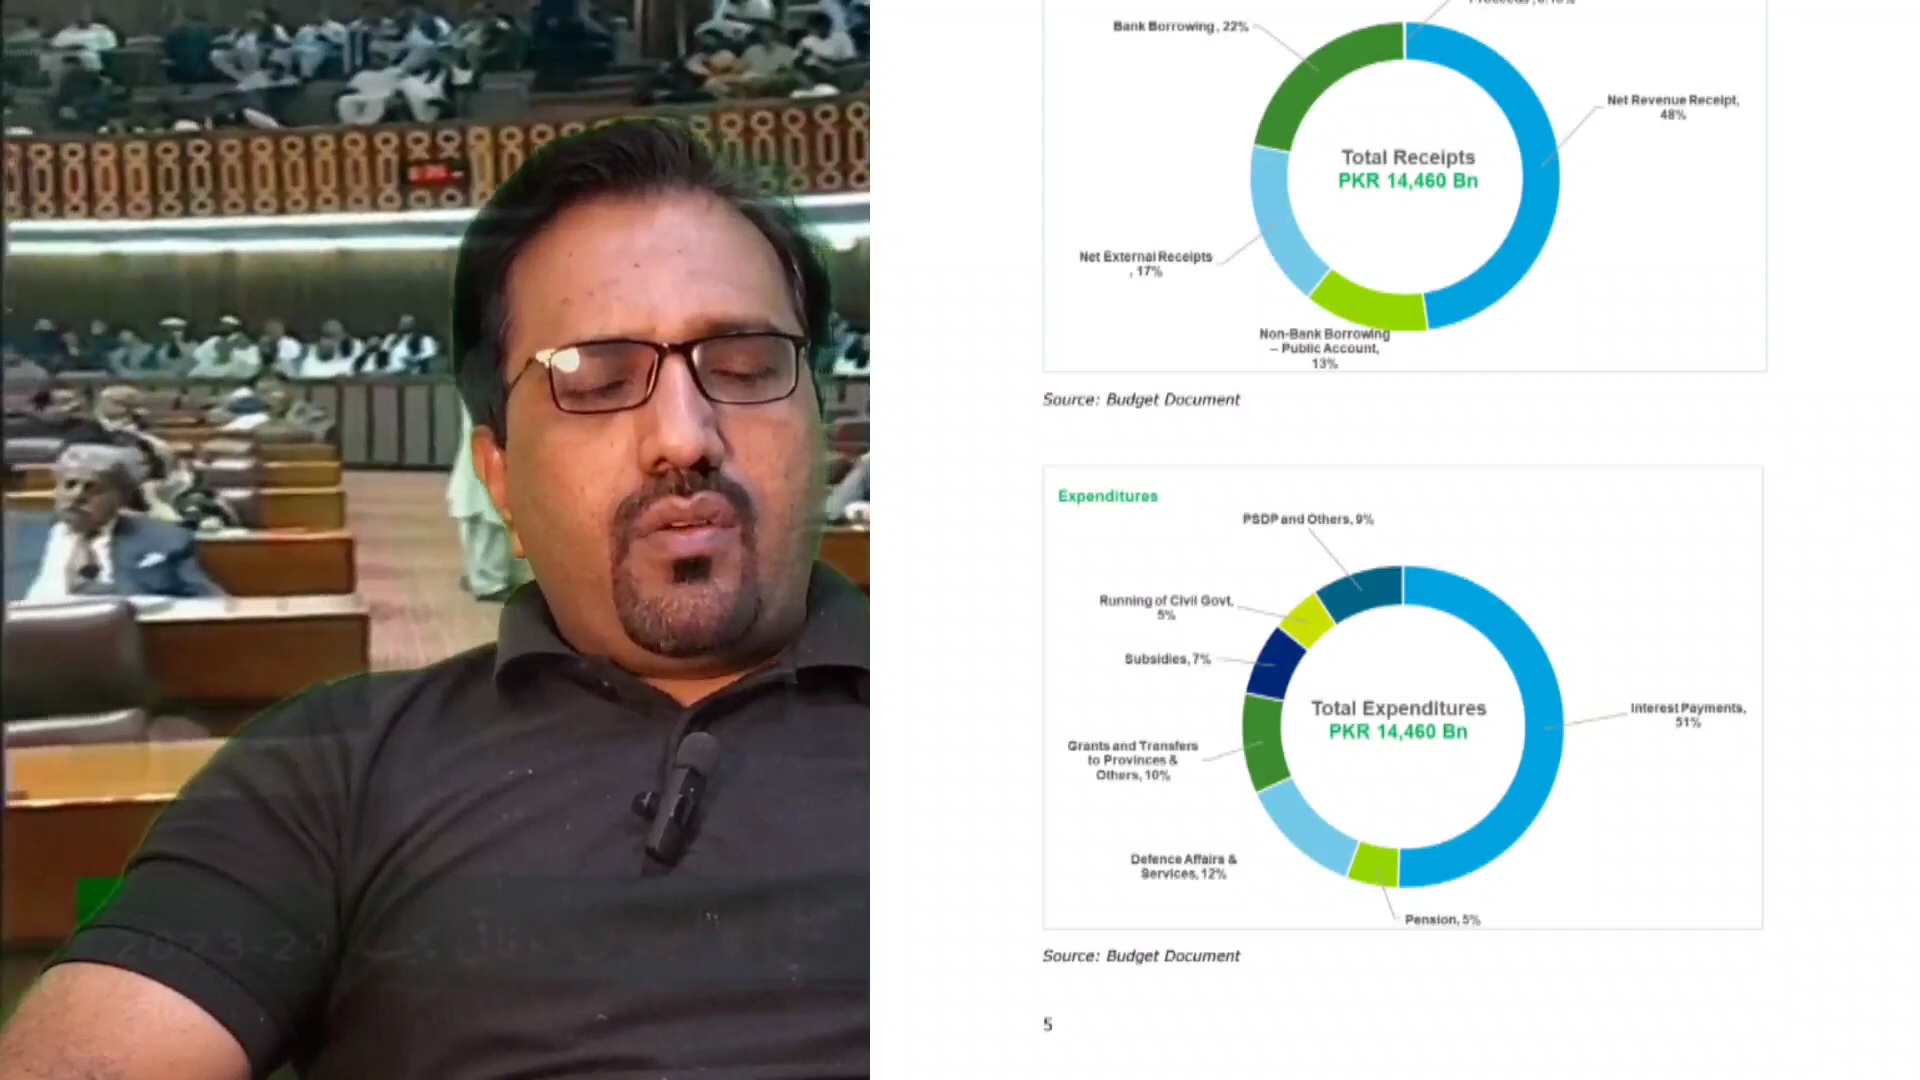 Bank Borrowing, 22%
Net Revenue Receipt,
48%
Total Receipts
PKR 14,460 Bn
Net External Receipts
, 17%
Non-Bank Borrowing
– Public Account,
13%
Source: Budget Document
Expenditures
PSDP and Others, 9%
Running of Civil Govt,
5%
Subsidies, 7%
Total Expenditures
PKR 14,460 Bn
Interest Payments,
51%
Grants and Transfers
to Provinces &
Others, 10%
Defence Affairs &
Services, 12%
Pension, 5%
Source: Budget Document
5